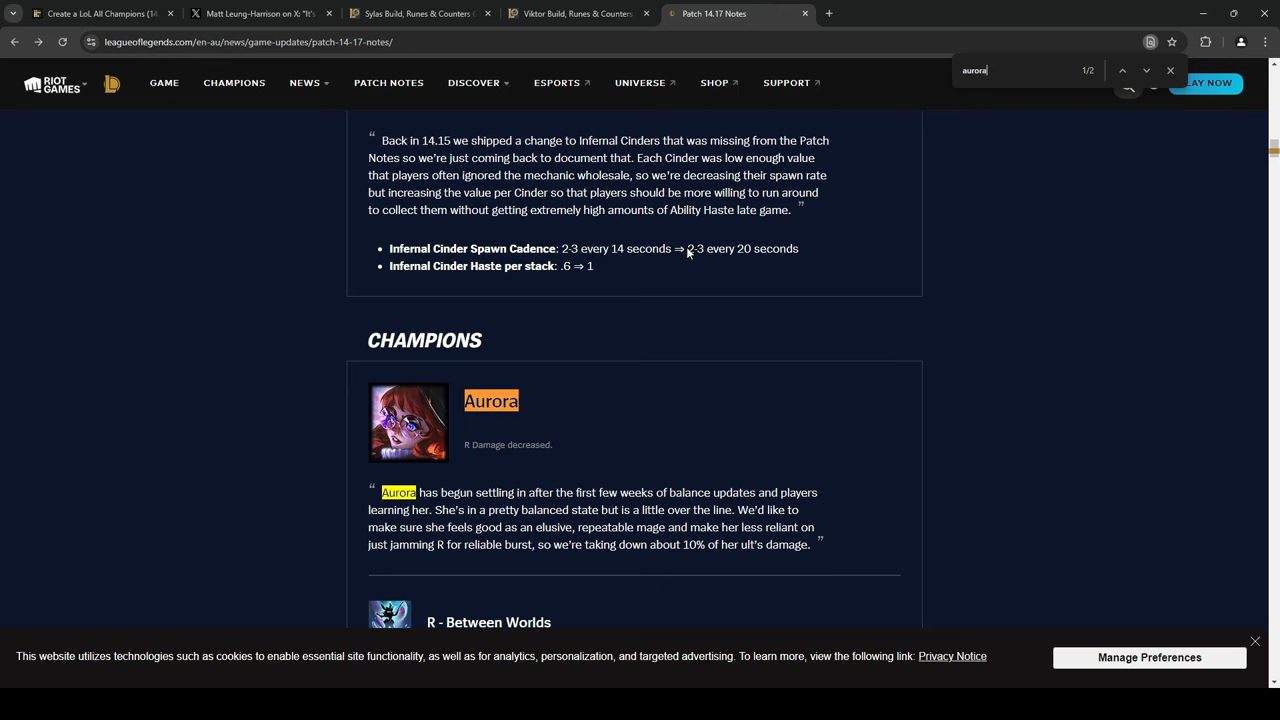 Create a LoL All Champions (14
Matt Leung-Harrison on X: "It's
Sylas Build, Runes & Counters (
Viktor Build, Runes & Counters
Patch 14.17 Notes
leagueoflegends.com/en-au/news/game-updates/patch-14-17-notes/
aurora
1/2
RIOT GAMES
GAME
CHAMPIONS
NEWS
PATCH NOTES
DISCOVER
ESPORTS
UNIVERSE
SHOP
SUPPORT
LAY NOW
“ Back in 14.15 we shipped a change to Infernal Cinders that was missing from the Patch
Notes so we’re just coming back to document that. Each Cinder was low enough value
that players often ignored the mechanic wholesale, so we’re decreasing their spawn rate
but increasing the value per Cinder so that players should be more willing to run around
to collect them without getting extremely high amounts of Ability Haste late game. ”
• Infernal Cinder Spawn Cadence: 2-3 every 14 seconds ⇒ 2-3 every 20 seconds
• Infernal Cinder Haste per stack: .6 ⇒ 1
CHAMPIONS
Aurora
R Damage decreased.
“ Aurora has begun settling in after the first few weeks of balance updates and players
learning her. She’s in a pretty balanced state but is a little over the line. We’d like to
make sure she feels good as an elusive, repeatable mage and make her less reliant on
just jamming R for reliable burst, so we’re taking down about 10% of her ult’s damage. ”
R - Between Worlds
This website utilizes technologies such as cookies to enable essential site functionality, as well as for analytics, personalization, and targeted advertising. To learn more, view the following link: Privacy Notice
Manage Preferences